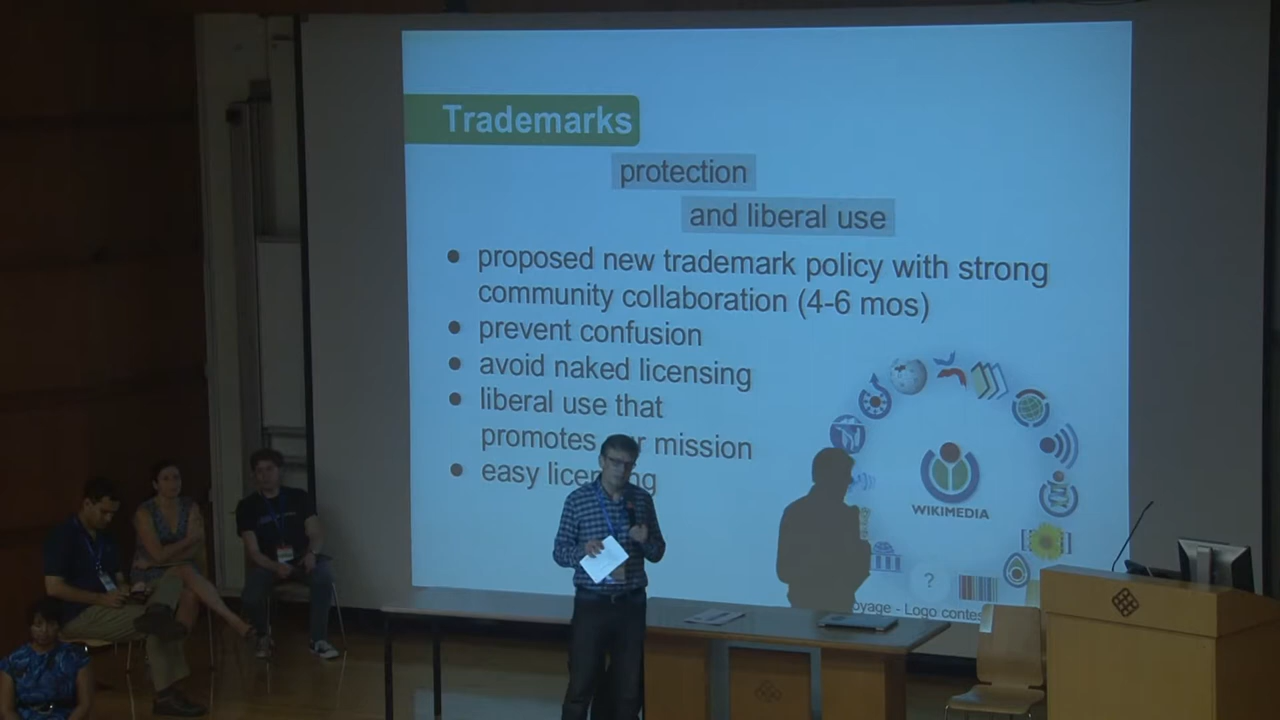 Trademarks
protection
and liberal use
proposed new trademark policy with strong
community collaboration (4-6 mos)
prevent confusion
avoid naked licensing
liberal use that
promotes mission
easy
WIKIMEDIA
?
- Logo